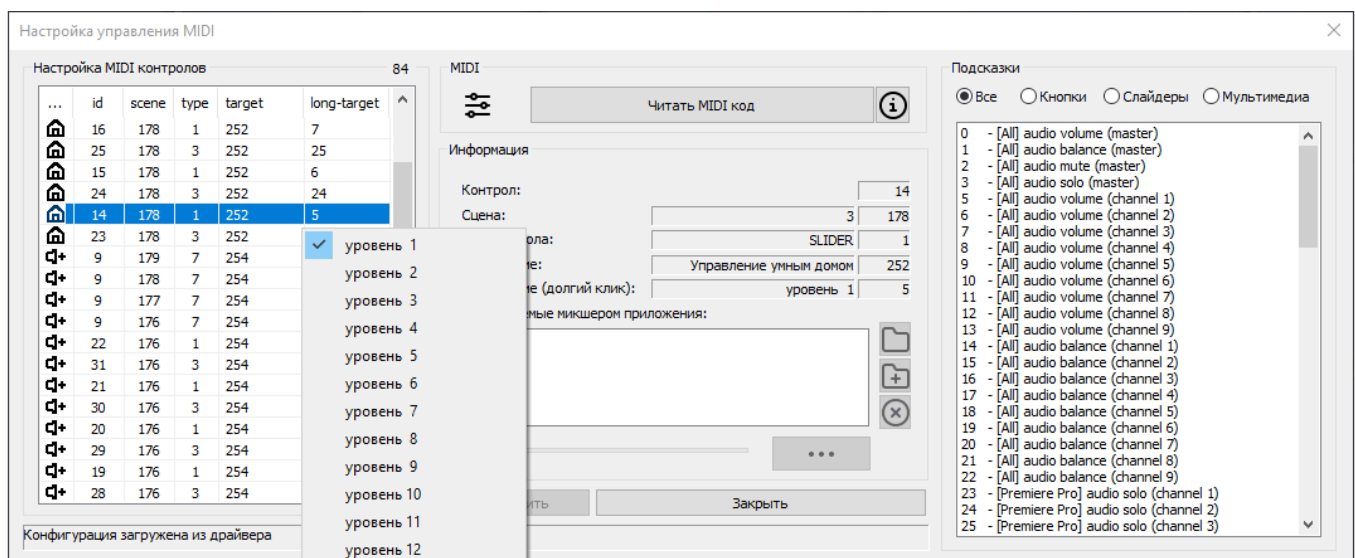 Настройка управления MIDI
Настройка MIDI контролов 84
... id scene type target long-target
16 178 1 252 7
25 178 3 252 25
15 178 1 252 6
24 178 3 252 24
14 178 1 252 5
23 178 3 252
9 179 7 254
9 178 7 254
9 177 7 254
9 176 7 254
22 176 1 254
31 176 3 254
21 176 1 254
30 176 3 254
20 176 1 254
29 176 3 254
19 176 1 254
28 176 3 254
Конфигурация загружена из драйвера
уровень 1
уровень 2
уровень 3
уровень 4
уровень 5
уровень 6
уровень 7
уровень 8
уровень 9
уровень 10
уровень 11
уровень 12
MIDI
Читать MIDI код
Информация
Контрол: 14
Сцена: 3 178
ола: SLIDER 1
ие: Управление умным домом 252
ие (долгий клик): уровень 1 5
емые микшером приложения:
...
ить
Закрыть
Подсказки
Все Кнопки Слайдеры Мультимедиа
0 - [All] audio volume (master)
1 - [All] audio balance (master)
2 - [All] audio mute (master)
3 - [All] audio solo (master)
5 - [All] audio volume (channel 1)
6 - [All] audio volume (channel 2)
7 - [All] audio volume (channel 3)
8 - [All] audio volume (channel 4)
9 - [All] audio volume (channel 5)
10 - [All] audio volume (channel 6)
11 - [All] audio volume (channel 7)
12 - [All] audio volume (channel 8)
13 - [All] audio volume (channel 9)
14 - [All] audio balance (channel 1)
15 - [All] audio balance (channel 2)
16 - [All] audio balance (channel 3)
17 - [All] audio balance (channel 4)
18 - [All] audio balance (channel 5)
19 - [All] audio balance (channel 6)
20 - [All] audio balance (channel 7)
21 - [All] audio balance (channel 8)
22 - [All] audio balance (channel 9)
23 - [Premiere Pro] audio solo (channel 1)
24 - [Premiere Pro] audio solo (channel 2)
25 - [Premiere Pro] audio solo (channel 3)